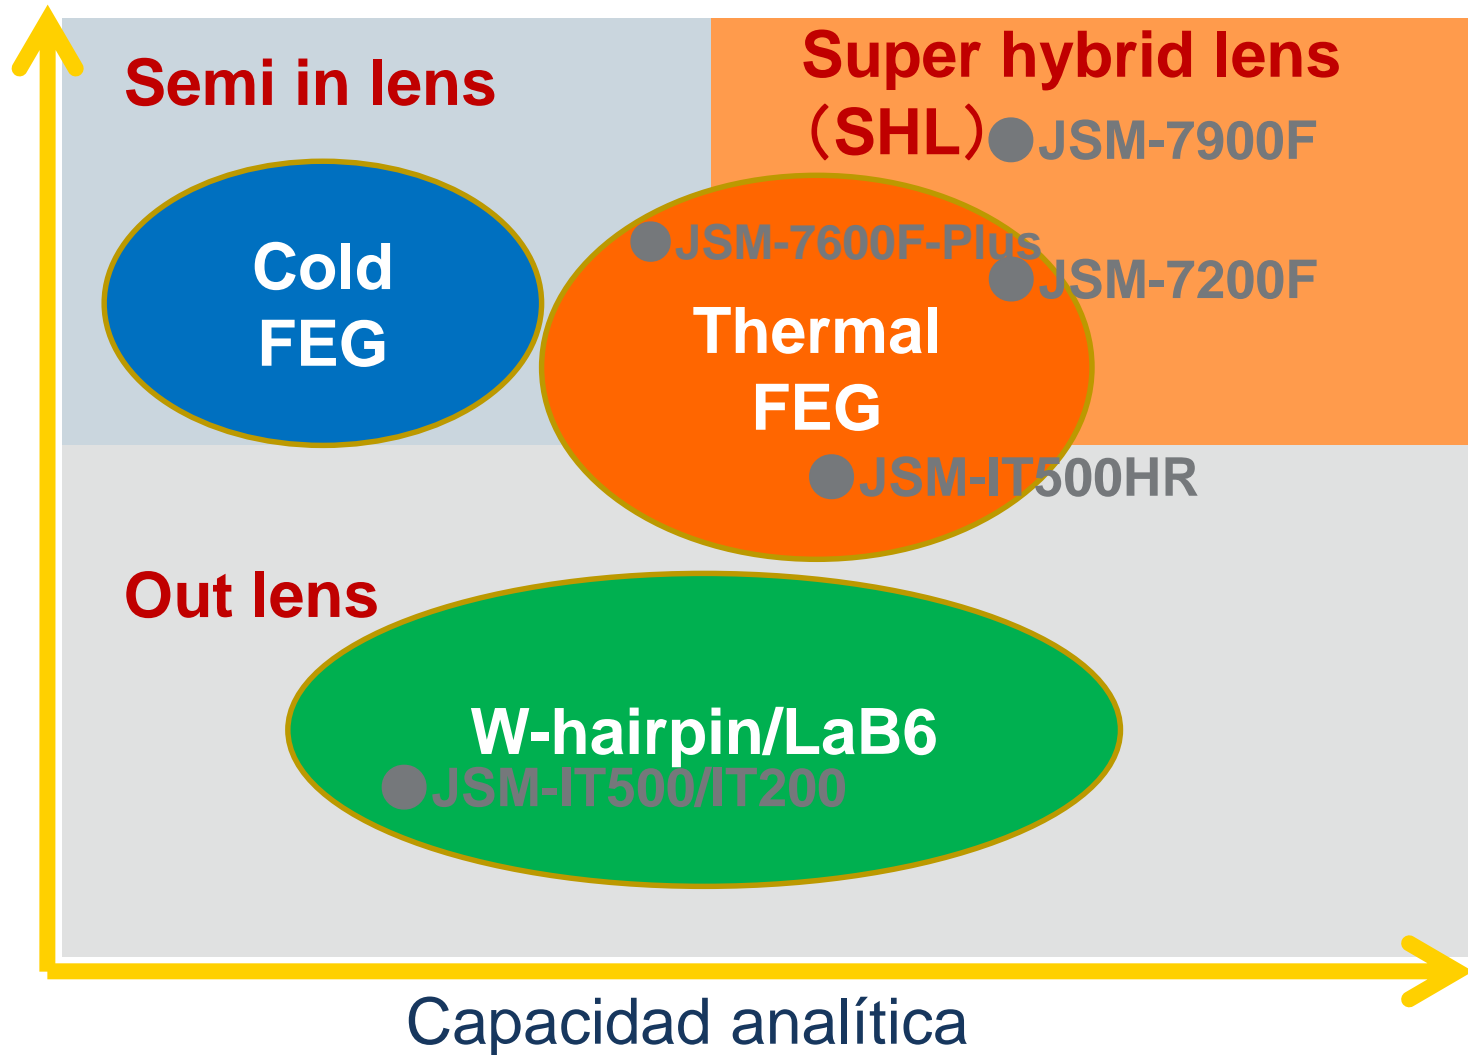 Semi in lens
Super hybrid lens
（SHL）
●JSM-7900F
Cold
FEG
●JSM-7600F-Plus
●JSM-7200F
Thermal
FEG
●JSM-IT500HR
Out lens
W-hairpin/LaB6
●JSM-IT500/IT200
Capacidad analítica